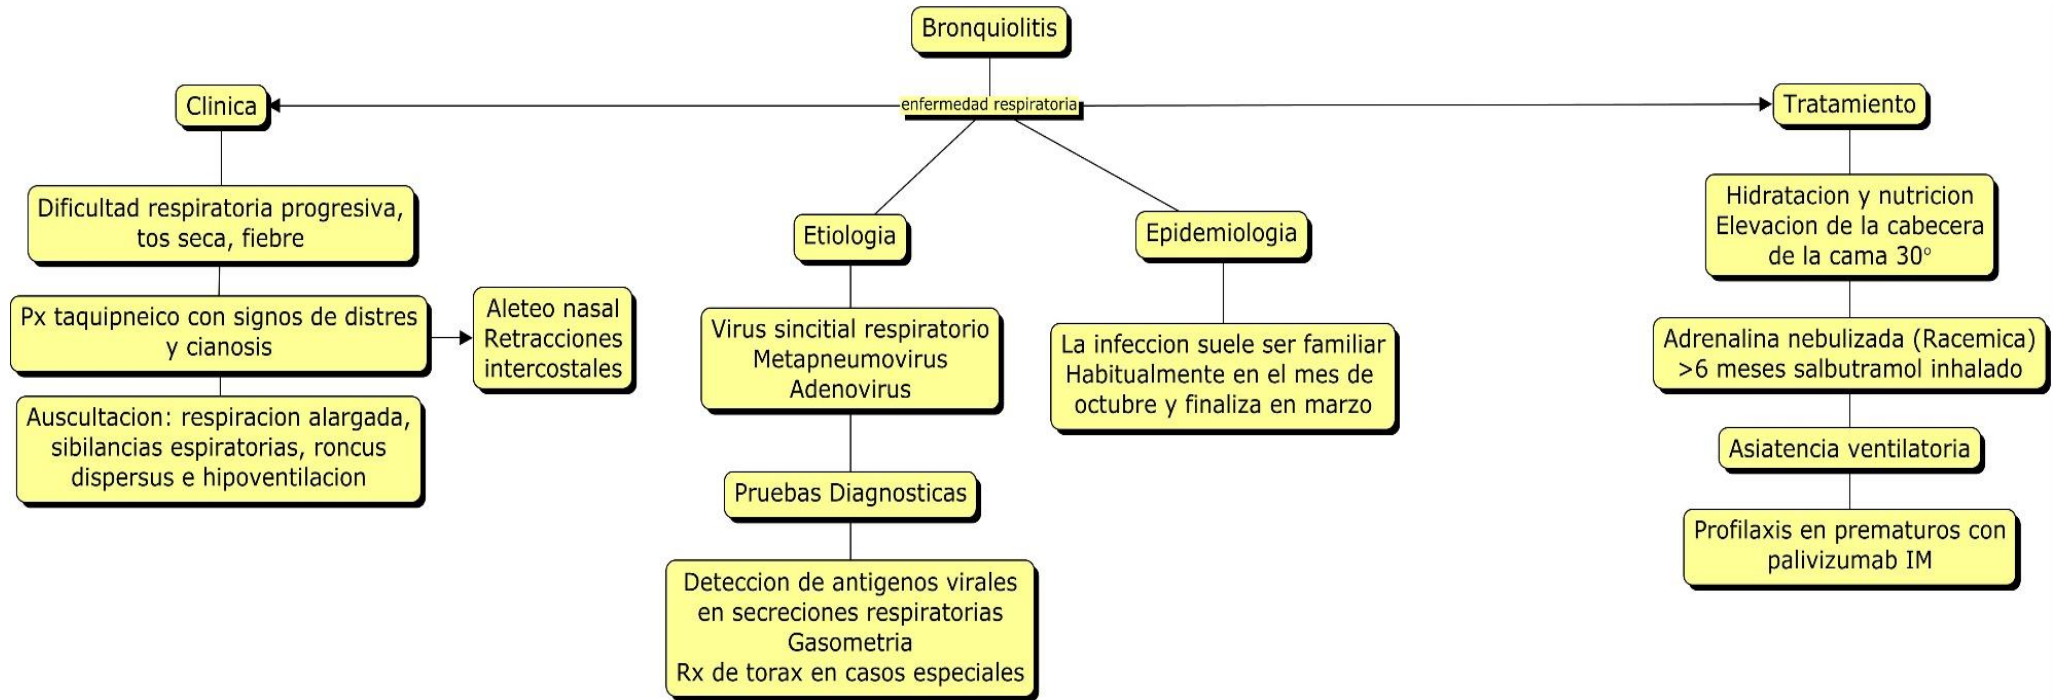 Bronquiolitis
enfermedad respiratoria
Clinica
Dificultad respiratoria progresiva,
tos seca, fiebre
Px taquipneico con signos de distres
y cianosis
Aleteo nasal
Retracciones
intercostales
Auscultacion: respiracion alargada,
sibilancias espiratorias, roncus
dispersus e hipoventilacion
Etiologia
Virus sincitial respiratorio
Metapneumovirus
Adenovirus
Pruebas Diagnosticas
Deteccion de antigenos virales
en secreciones respiratorias
Gasometria
Rx de torax en casos especiales
Epidemiologia
La infeccion suele ser familiar
Habitualmente en el mes de
octubre y finaliza en marzo
Tratamiento
Hidratacion y nutricion
Elevacion de la cabecera
de la cama 30°
Adrenalina nebulizada (Racemica)
>6 meses salbutramol inhalado
Asiatencia ventilatoria
Profilaxis en prematuros con
palivizumab IM